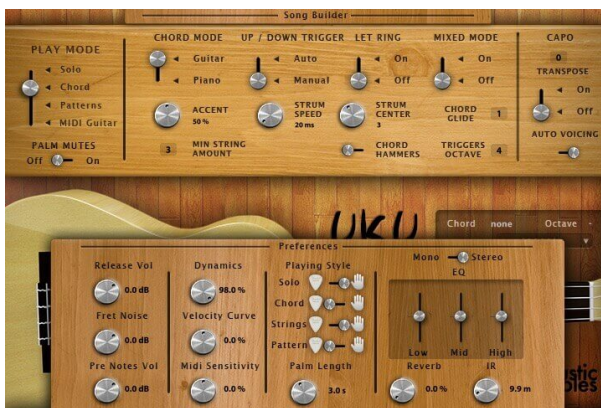 Song Builder
PLAY MODE
Solo
Chord
Patterns
MIDI Guitar
PALM MUTES
Off On
CHORD MODE
Guitar
Piano
UP / DOWN TRIGGER
Auto
Manual
LET RING
On
Off
MIXED MODE
On
Off
ACCENT
50 %
STRUM SPEED
20 ms
STRUM CENTER
3
CHORD GLIDE
1
3
MIN STRING AMOUNT
CHORD HAMMERS
TRIGGERS OCTAVE
4
CAPO
0
TRANSPOSE
On
Off
AUTO VOICING
UKU
Chord none Octave -
Preferences
Release Vol
0.0 dB
Fret Noise
0.0 dB
Pre Notes Vol
0.0 dB
Dynamics
98.0 %
Velocity Curve
0.0 %
Midi Sensitivity
0.0 %
Playing Style
Solo
Chord
Strings
Pattern
Palm Length
3.0 s
Mono Stereo
EQ
Low Mid High
Reverb
0.0 %
IR
9.9 m